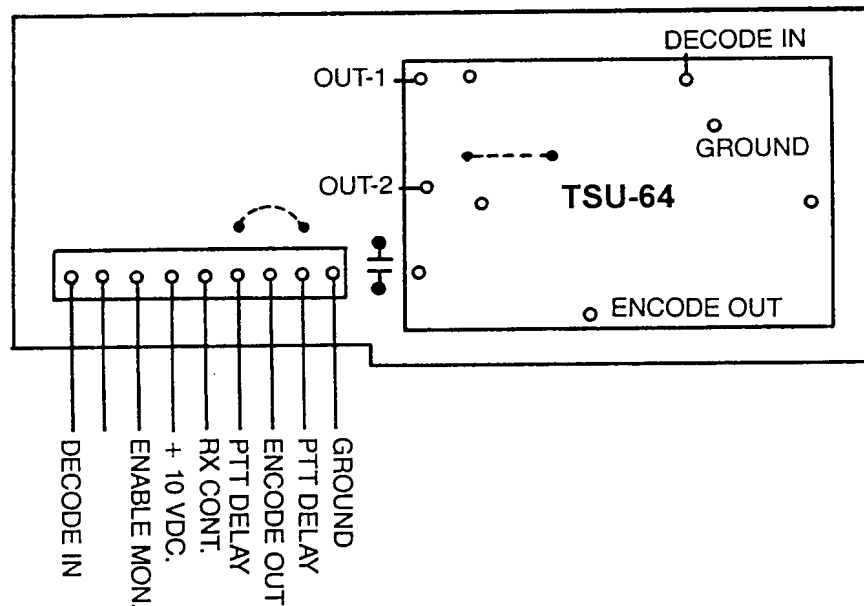 DECODE IN
OUT-1
GROUND
OUT-2
TSU-64
ENCODE OUT
DECODE IN
ENABLE MON.
+ 10 VDC.
RX CONT.
PTT DELAY
ENCODE OUT
PTT DELAY
GROUND